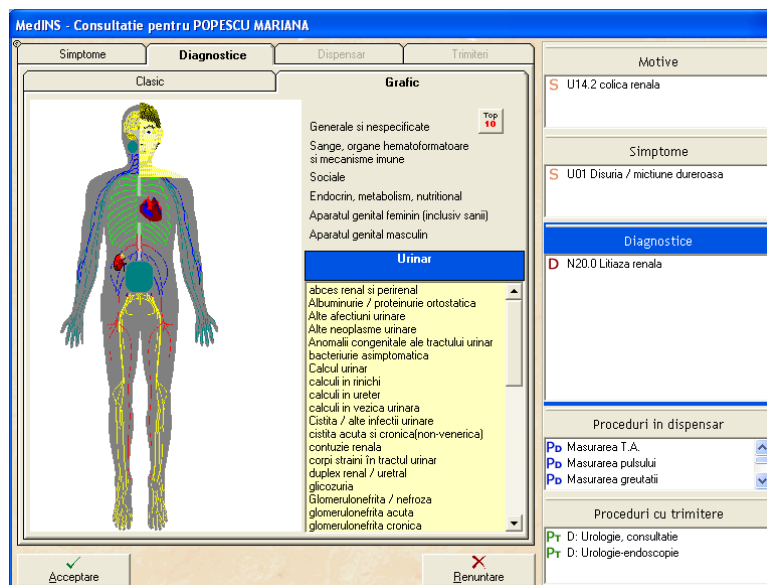 MedINS - Consultatie pentru POPESCU MARIANA
Simptome
Diagnostice
Dispensar
Trimiteri
Clasic
Grafic
Top
10
Generale si nespecificate
Sange, organe hematoformatoare
si mecanisme imune
Sociale
Endocrin, metabolism, nutritional
Aparatul genital feminin (inclusiv sanii)
Aparatul genital masculin
Urinar
abces renal si perirenal
Albuminurie / proteinurie ortostatica
Alte afectiuni urinare
Alte neoplasme urinare
Anomalii congenitale ale tractului urinar
bacteriurie asimptomatica
Calcul urinar
calculi in rinichi
calculi in ureter
calculi in vezica urinara
Cistita / alte infectii urinare
cistita acuta si cronica(non-venerica)
contuzie renala
corpi straini în tractul urinar
duplex renal / uretral
glicozuria
Glomerulonefrita / nefroza
glomerulonefrita acuta
glomerulonefrita cronica
Acceptare
Renuntare
Motive
S U14.2 colica renala
Simptome
S U01 Disuria / mictiune dureroasa
Diagnostice
D N20.0 Litiaza renala
Proceduri in dispensar
PD Masurarea T.A.
PD Masurarea pulsului
PD Masurarea greutatii
Proceduri cu trimitere
PT D: Urologie, consultatie
PT D: Urologie-endoscopie